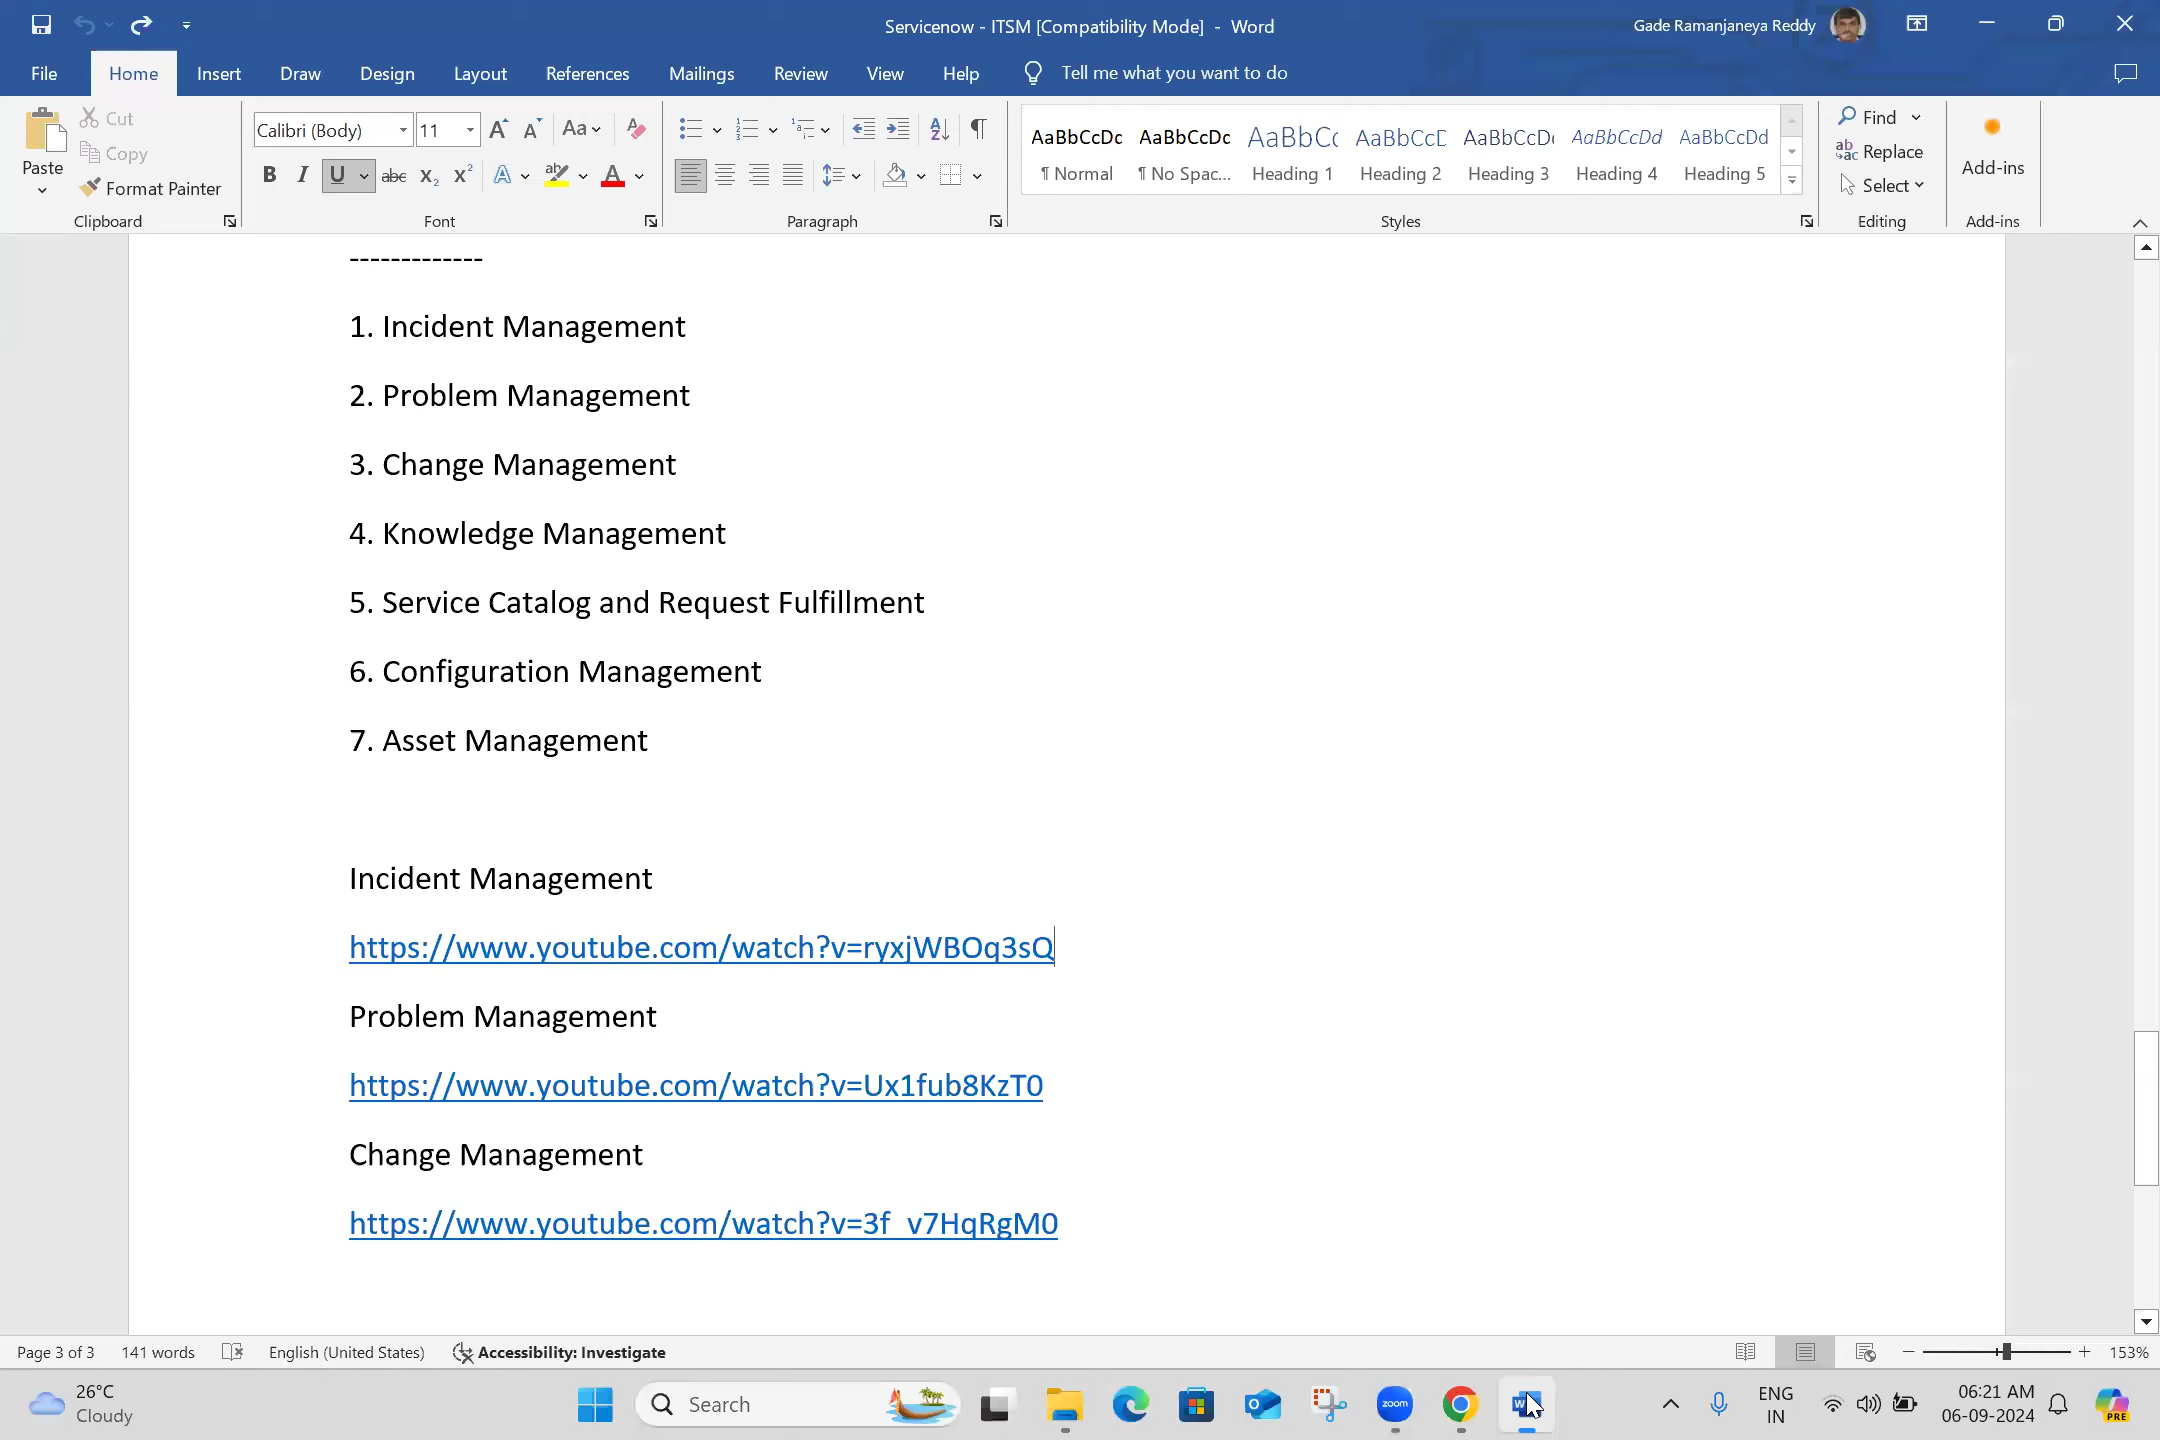 Servicenow - ITSM [Compatibility Mode] - Word
Gade Ramanjaneya Reddy
File Home Insert Draw Design Layout References Mailings Review View Help Tell me what you want to do
Paste
Cut
Copy
Format Painter
Clipboard
Calibri (Body) 11
Font
Paragraph
AaBbCcDc AaBbCcDc AaBbCc AaBbCcD AaBbCcDd AaBbCcDd AaBbCcDd
¶ Normal ¶ No Spac... Heading 1 Heading 2 Heading 3 Heading 4 Heading 5
Styles
Find
Replace
Select
Editing
Add-ins
Add-ins
-------------
1. Incident Management
2. Problem Management
3. Change Management
4. Knowledge Management
5. Service Catalog and Request Fulfillment
6. Configuration Management
7. Asset Management
Incident Management
https://www.youtube.com/watch?v=ryxjWBOq3sQ
Problem Management
https://www.youtube.com/watch?v=Ux1fub8KzT0
Change Management
https://www.youtube.com/watch?v=3f_v7HqRgM0
Page 3 of 3 141 words English (United States) Accessibility: Investigate 153%
26°C
Cloudy
Search
zoom
ENG
IN
06:21 AM
06-09-2024
PRE